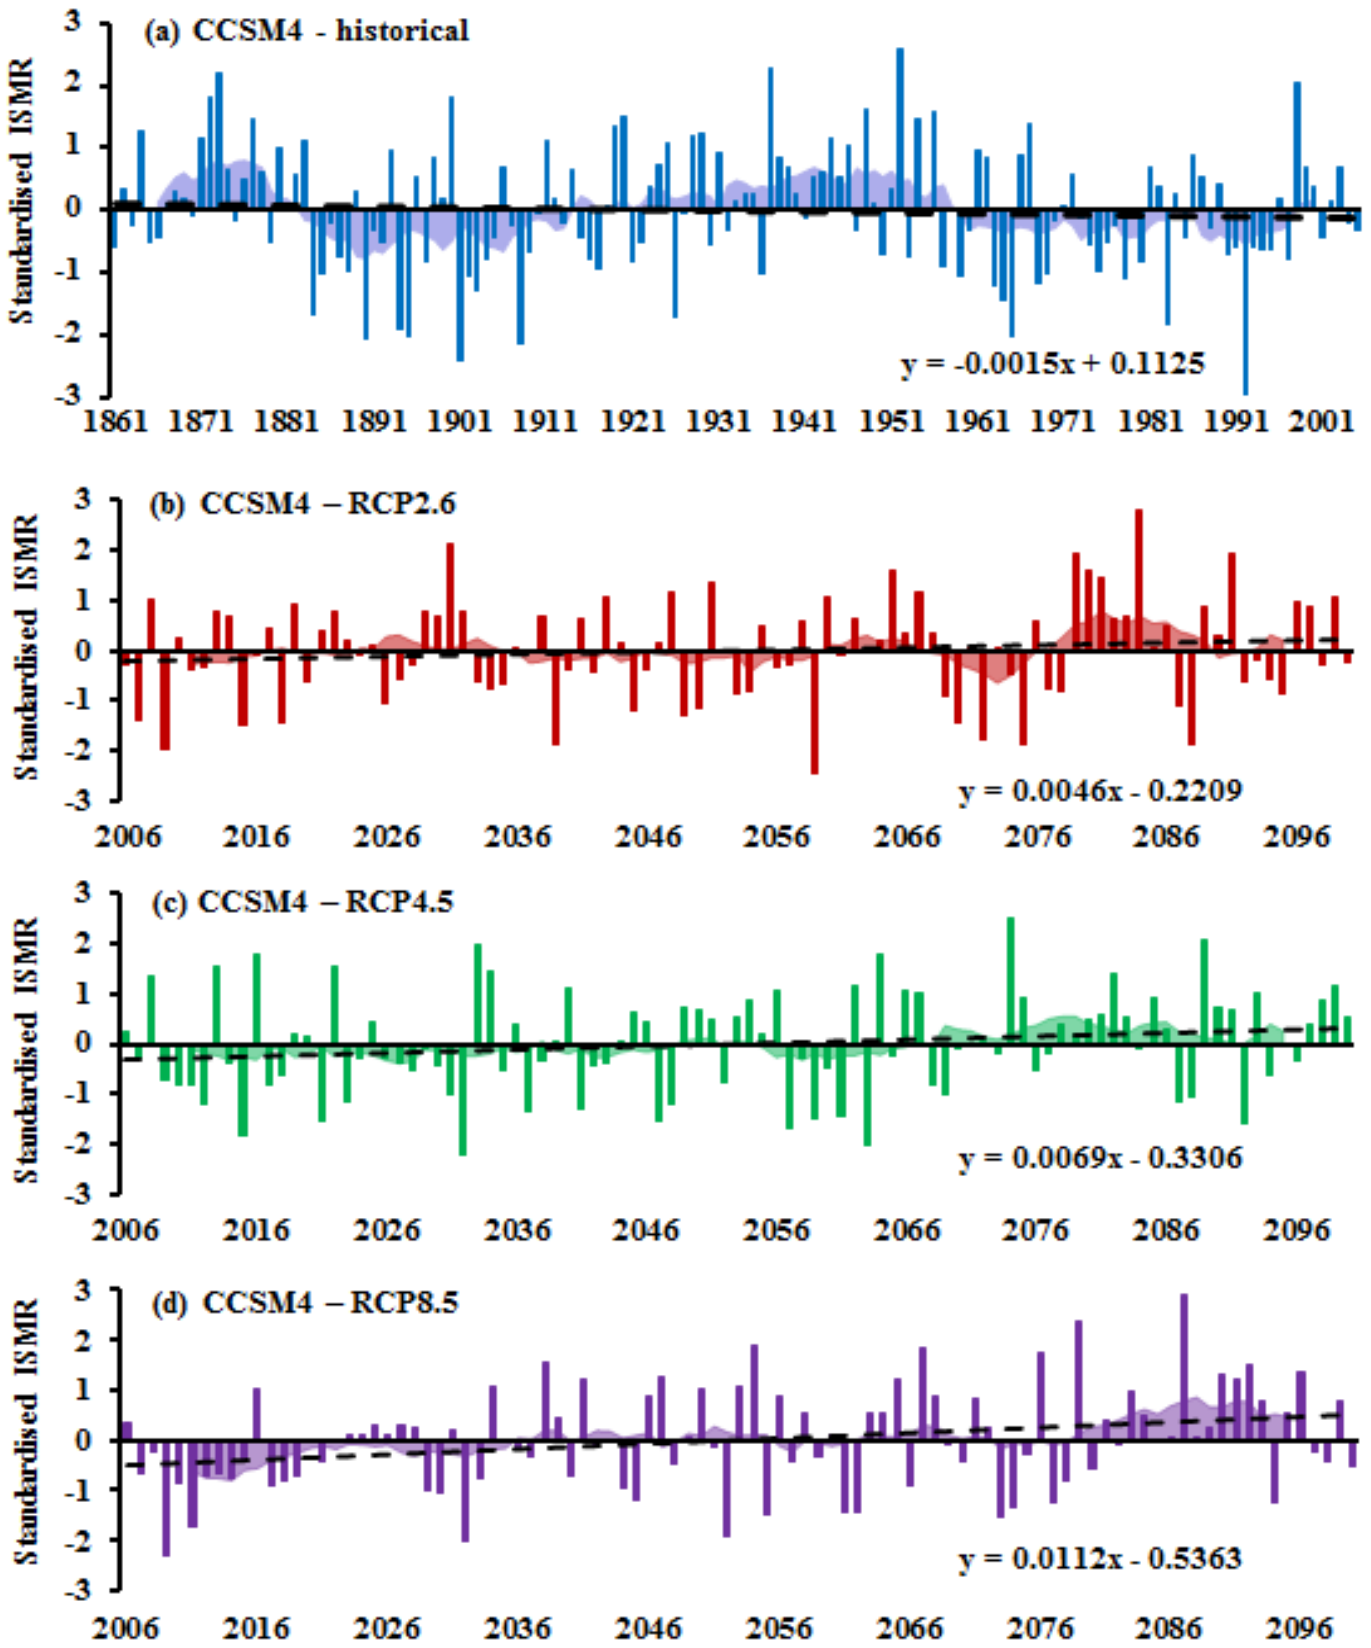 (a) CCSM4 - historical
Standardised ISMR
3
2
1
0
-1
-2
-3
y = -0.0015x + 0.1125
1861 1871 1881 1891 1901 1911 1921 1931 1941 1951 1961 1971 1981 1991 2001
(b) CCSM4 – RCP2.6
Standardised ISMR
3
2
1
0
-1
-2
-3
y = 0.0046x - 0.2209
2006 2016 2026 2036 2046 2056 2066 2076 2086 2096
(c) CCSM4 – RCP4.5
Standardised ISMR
3
2
1
0
-1
-2
-3
y = 0.0069x - 0.3306
2006 2016 2026 2036 2046 2056 2066 2076 2086 2096
(d) CCSM4 – RCP8.5
Standardised ISMR
3
2
1
0
-1
-2
-3
y = 0.0112x - 0.5363
2006 2016 2026 2036 2046 2056 2066 2076 2086 2096